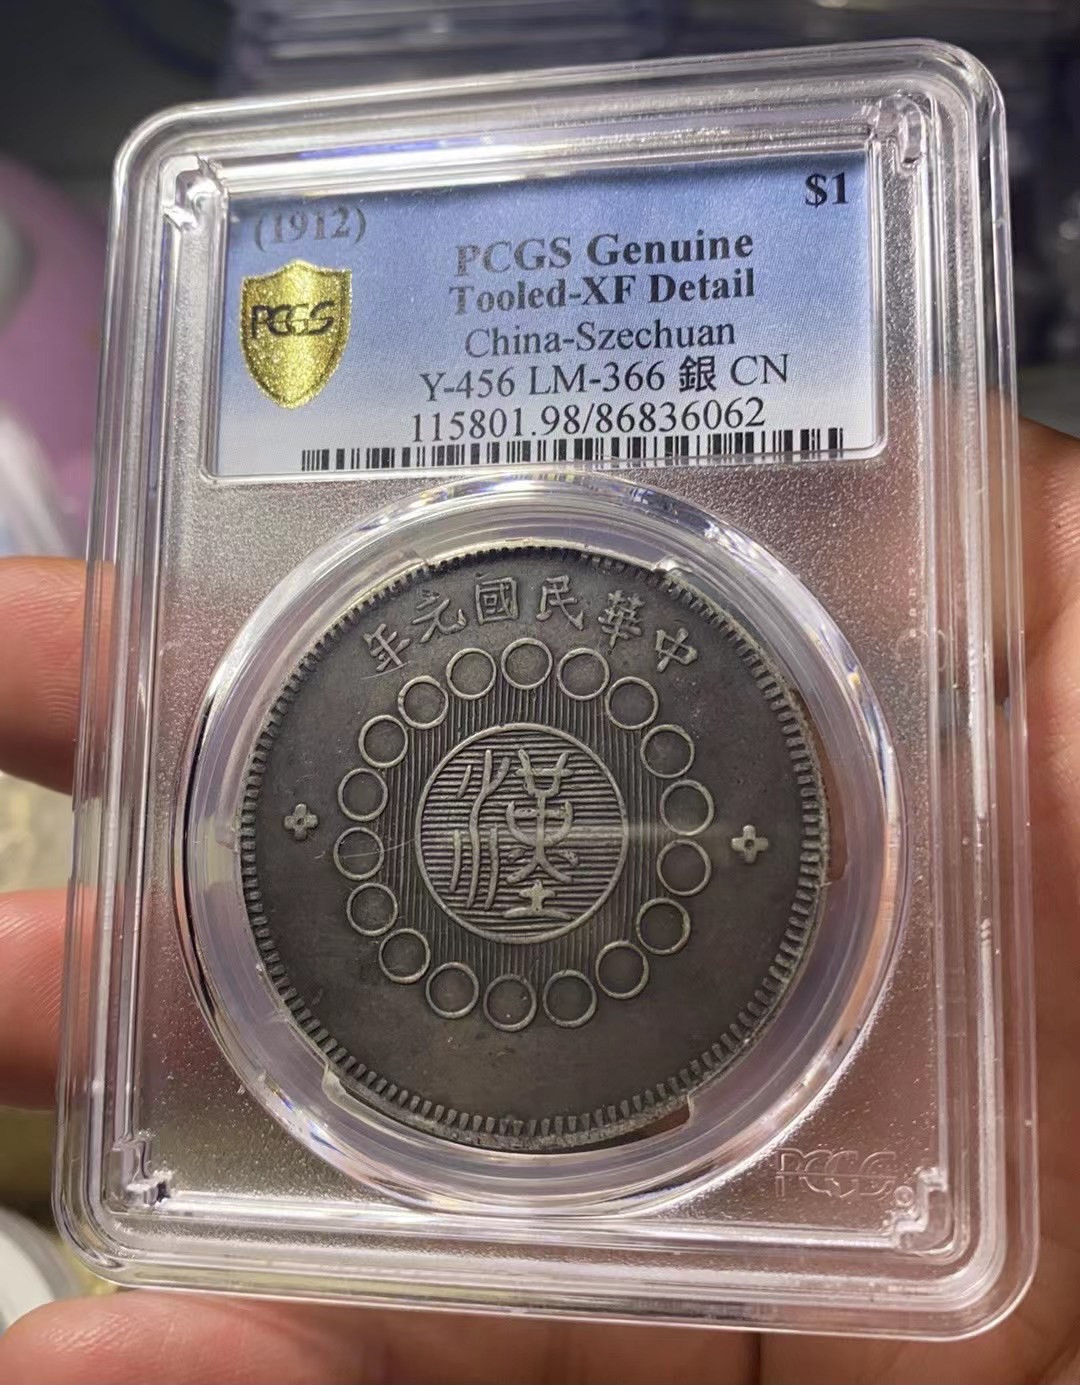 (1912)
$1
PCGS Genuine
PCGS
Tooled-XF Detail
China-Szechuan
Y-456 LM-366 銀 CN
115801.98/86836062
年元國民華中
漢
PCGS